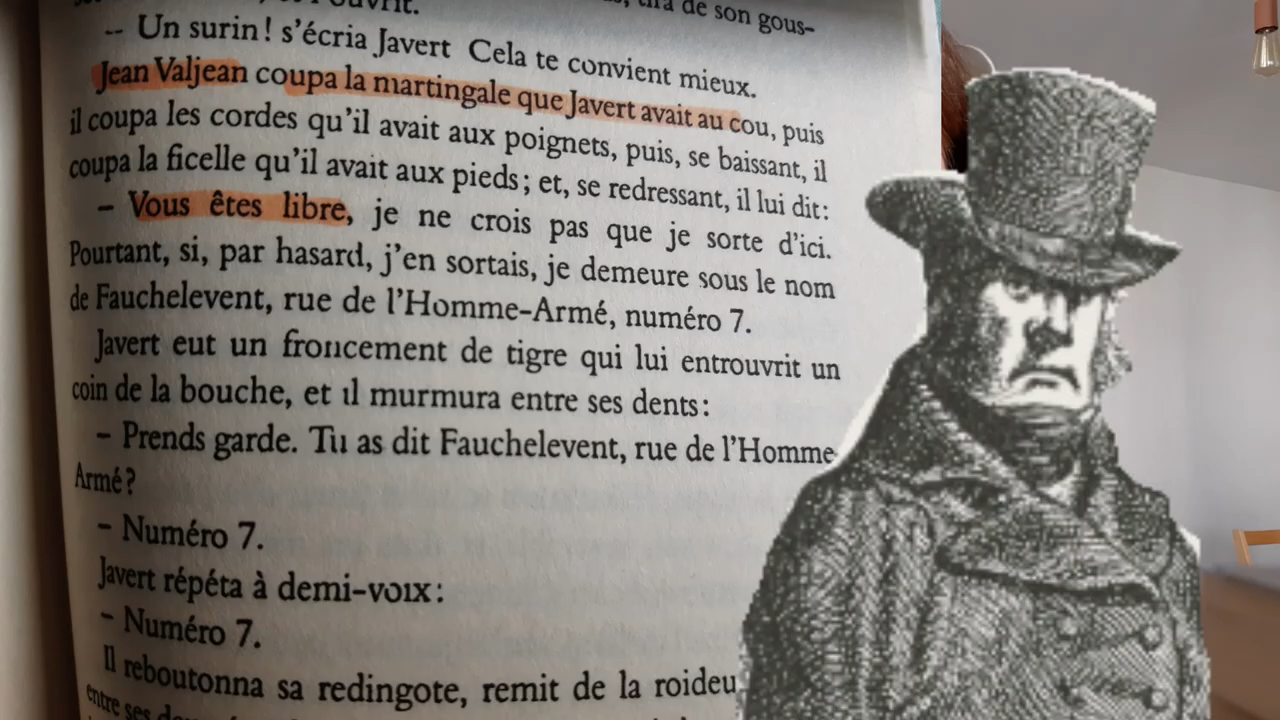 tira de son gous-
-- Un surin! s'écria Javert Cela te convient mieux.
Jean Valjean coupa la martingale que Javert avait au cou, puis
il coupa les cordes qu'il avait aux poignets, puis, se baissant, il
coupa la ficelle qu'il avait aux pieds; et, se redressant, il lui dit:
– Vous êtes libre, je ne crois pas que je sorte d'ici.
Pourtant, si, par hasard, j'en sortais, je demeure sous le nom
de Fauchelevent, rue de l'Homme-Armé, numéro 7.
Javert eut un froncement de tigre qui lui entrouvrit un
coin de la bouche, et il murmura entre ses dents:
– Prends garde. Tu as dit Fauchelevent, rue de l'Homme
Armé?
– Numéro 7.
Javert répéta à demi-voix:
– Numéro 7.
Il reboutonna sa redingote, remit de la roideu
entre ses